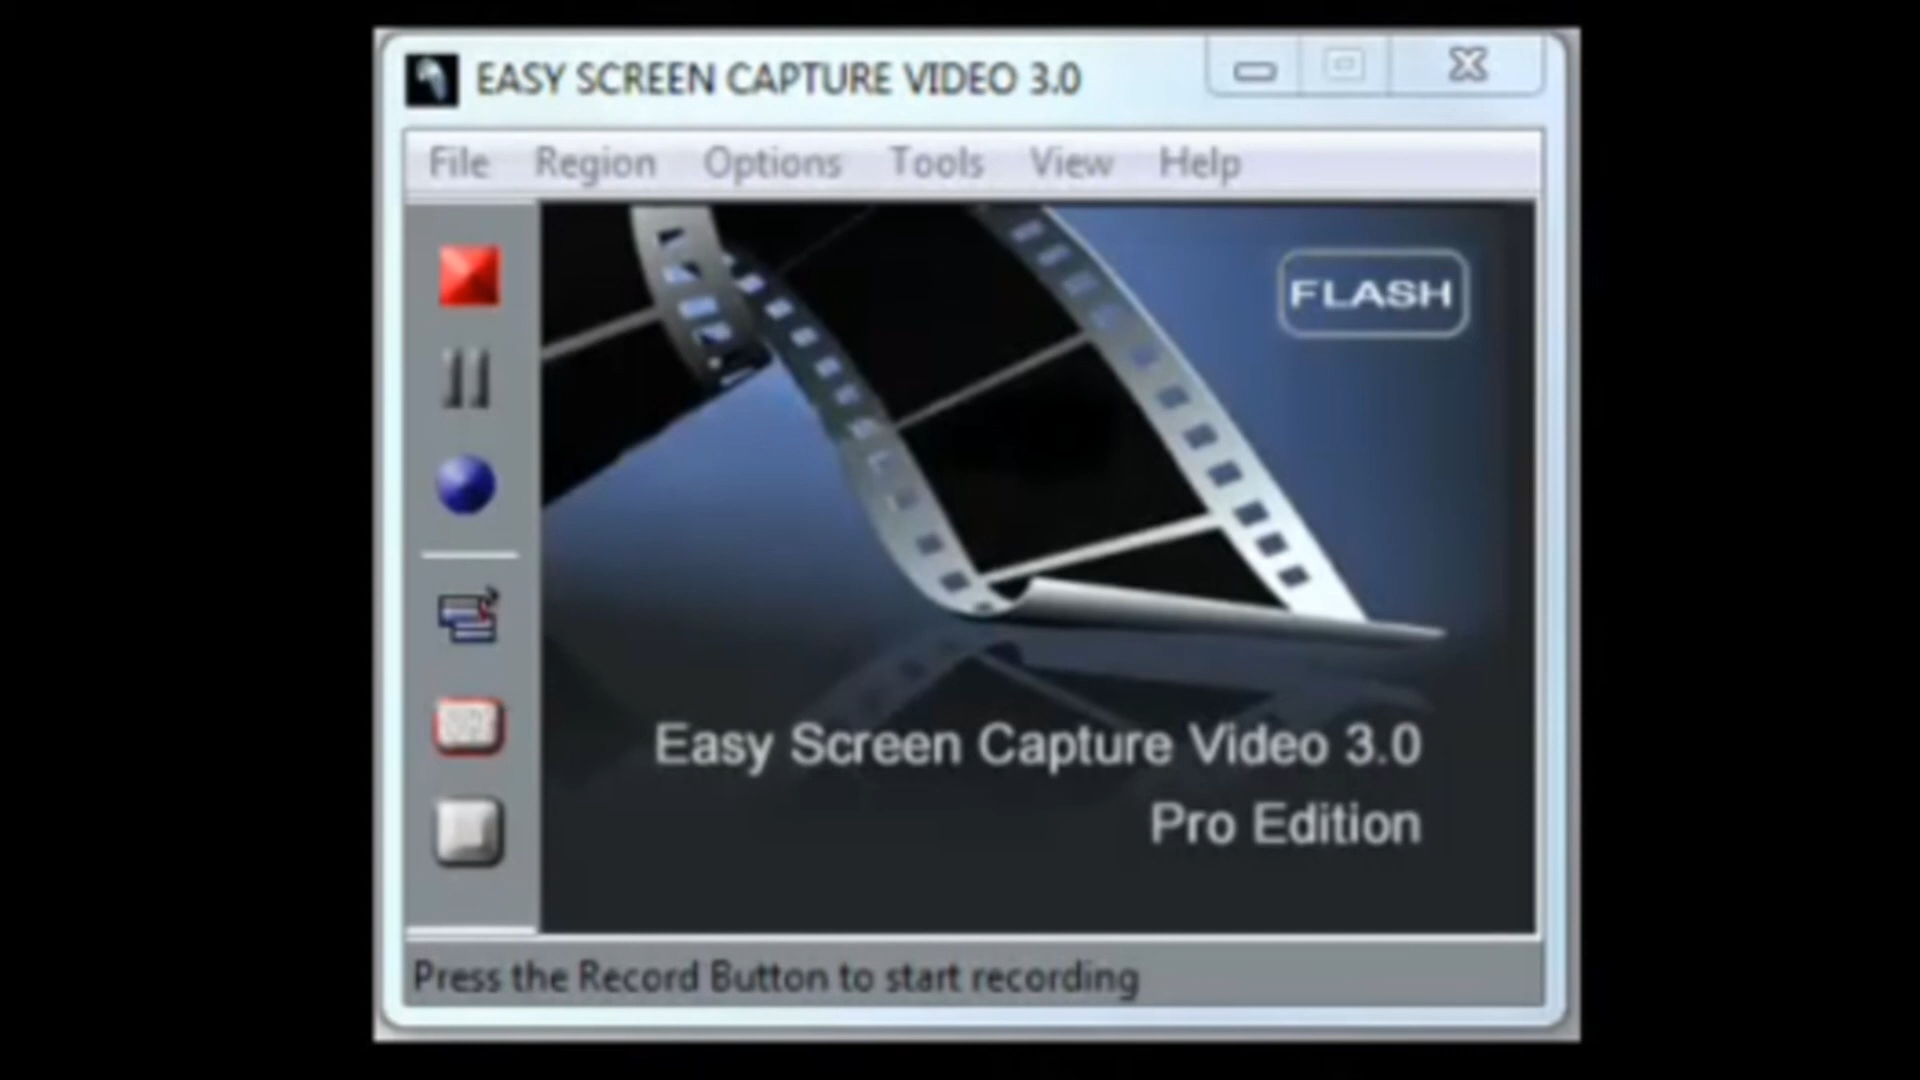 EASY SCREEN CAPTURE VIDEO 3.0
File Region Options Tools View Help
FLASH
Easy Screen Capture Video 3.0
Pro Edition
Press the Record Button to start recording